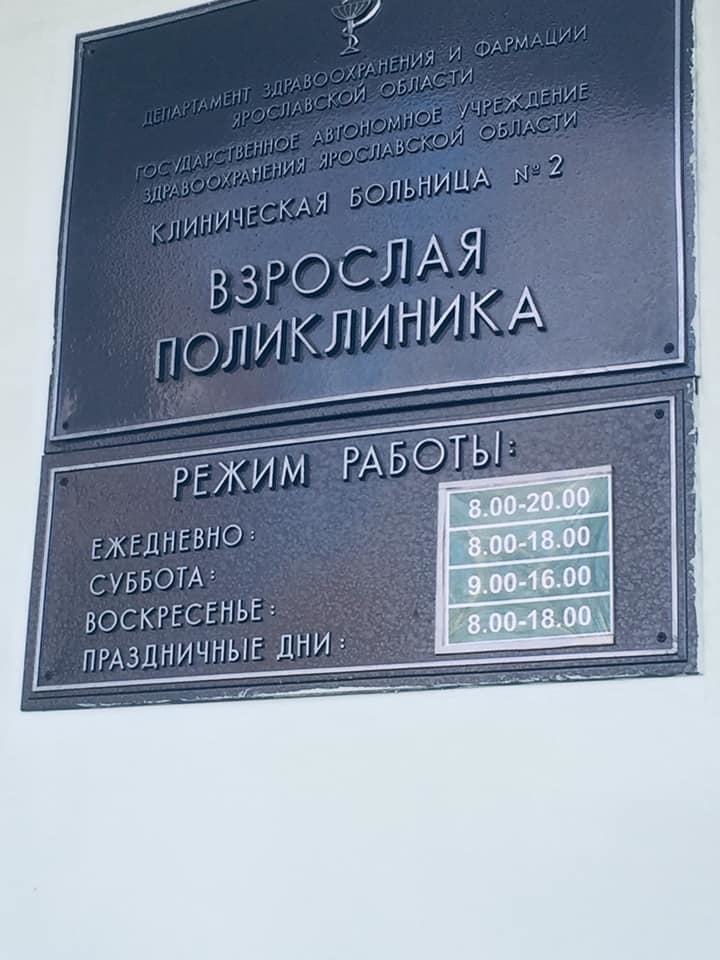 ДЕПАРТАМЕНТ ЗДРАВООХРАНЕНИЯ И ФАРМАЦИИ
ЯРОСЛАВСКОЙ ОБЛАСТИ
ГОСУДАРСТВЕННОЕ АВТОНОМНОЕ УЧРЕЖДЕНИЕ
ЗДРАВООХРАНЕНИЯ ЯРОСЛАВСКОЙ ОБЛАСТИ
КЛИНИЧЕСКАЯ БОЛЬНИЦА №2
ВЗРОСЛАЯ
ПОЛИКЛИНИКА
РЕЖИМ РАБОТЫ:
ЕЖЕДНЕВНО: 8.00-20.00
СУББОТА: 8.00-18.00
ВОСКРЕСЕНЬЕ: 9.00-16.00
ПРАЗДНИЧНЫЕ ДНИ: 8.00-18.00